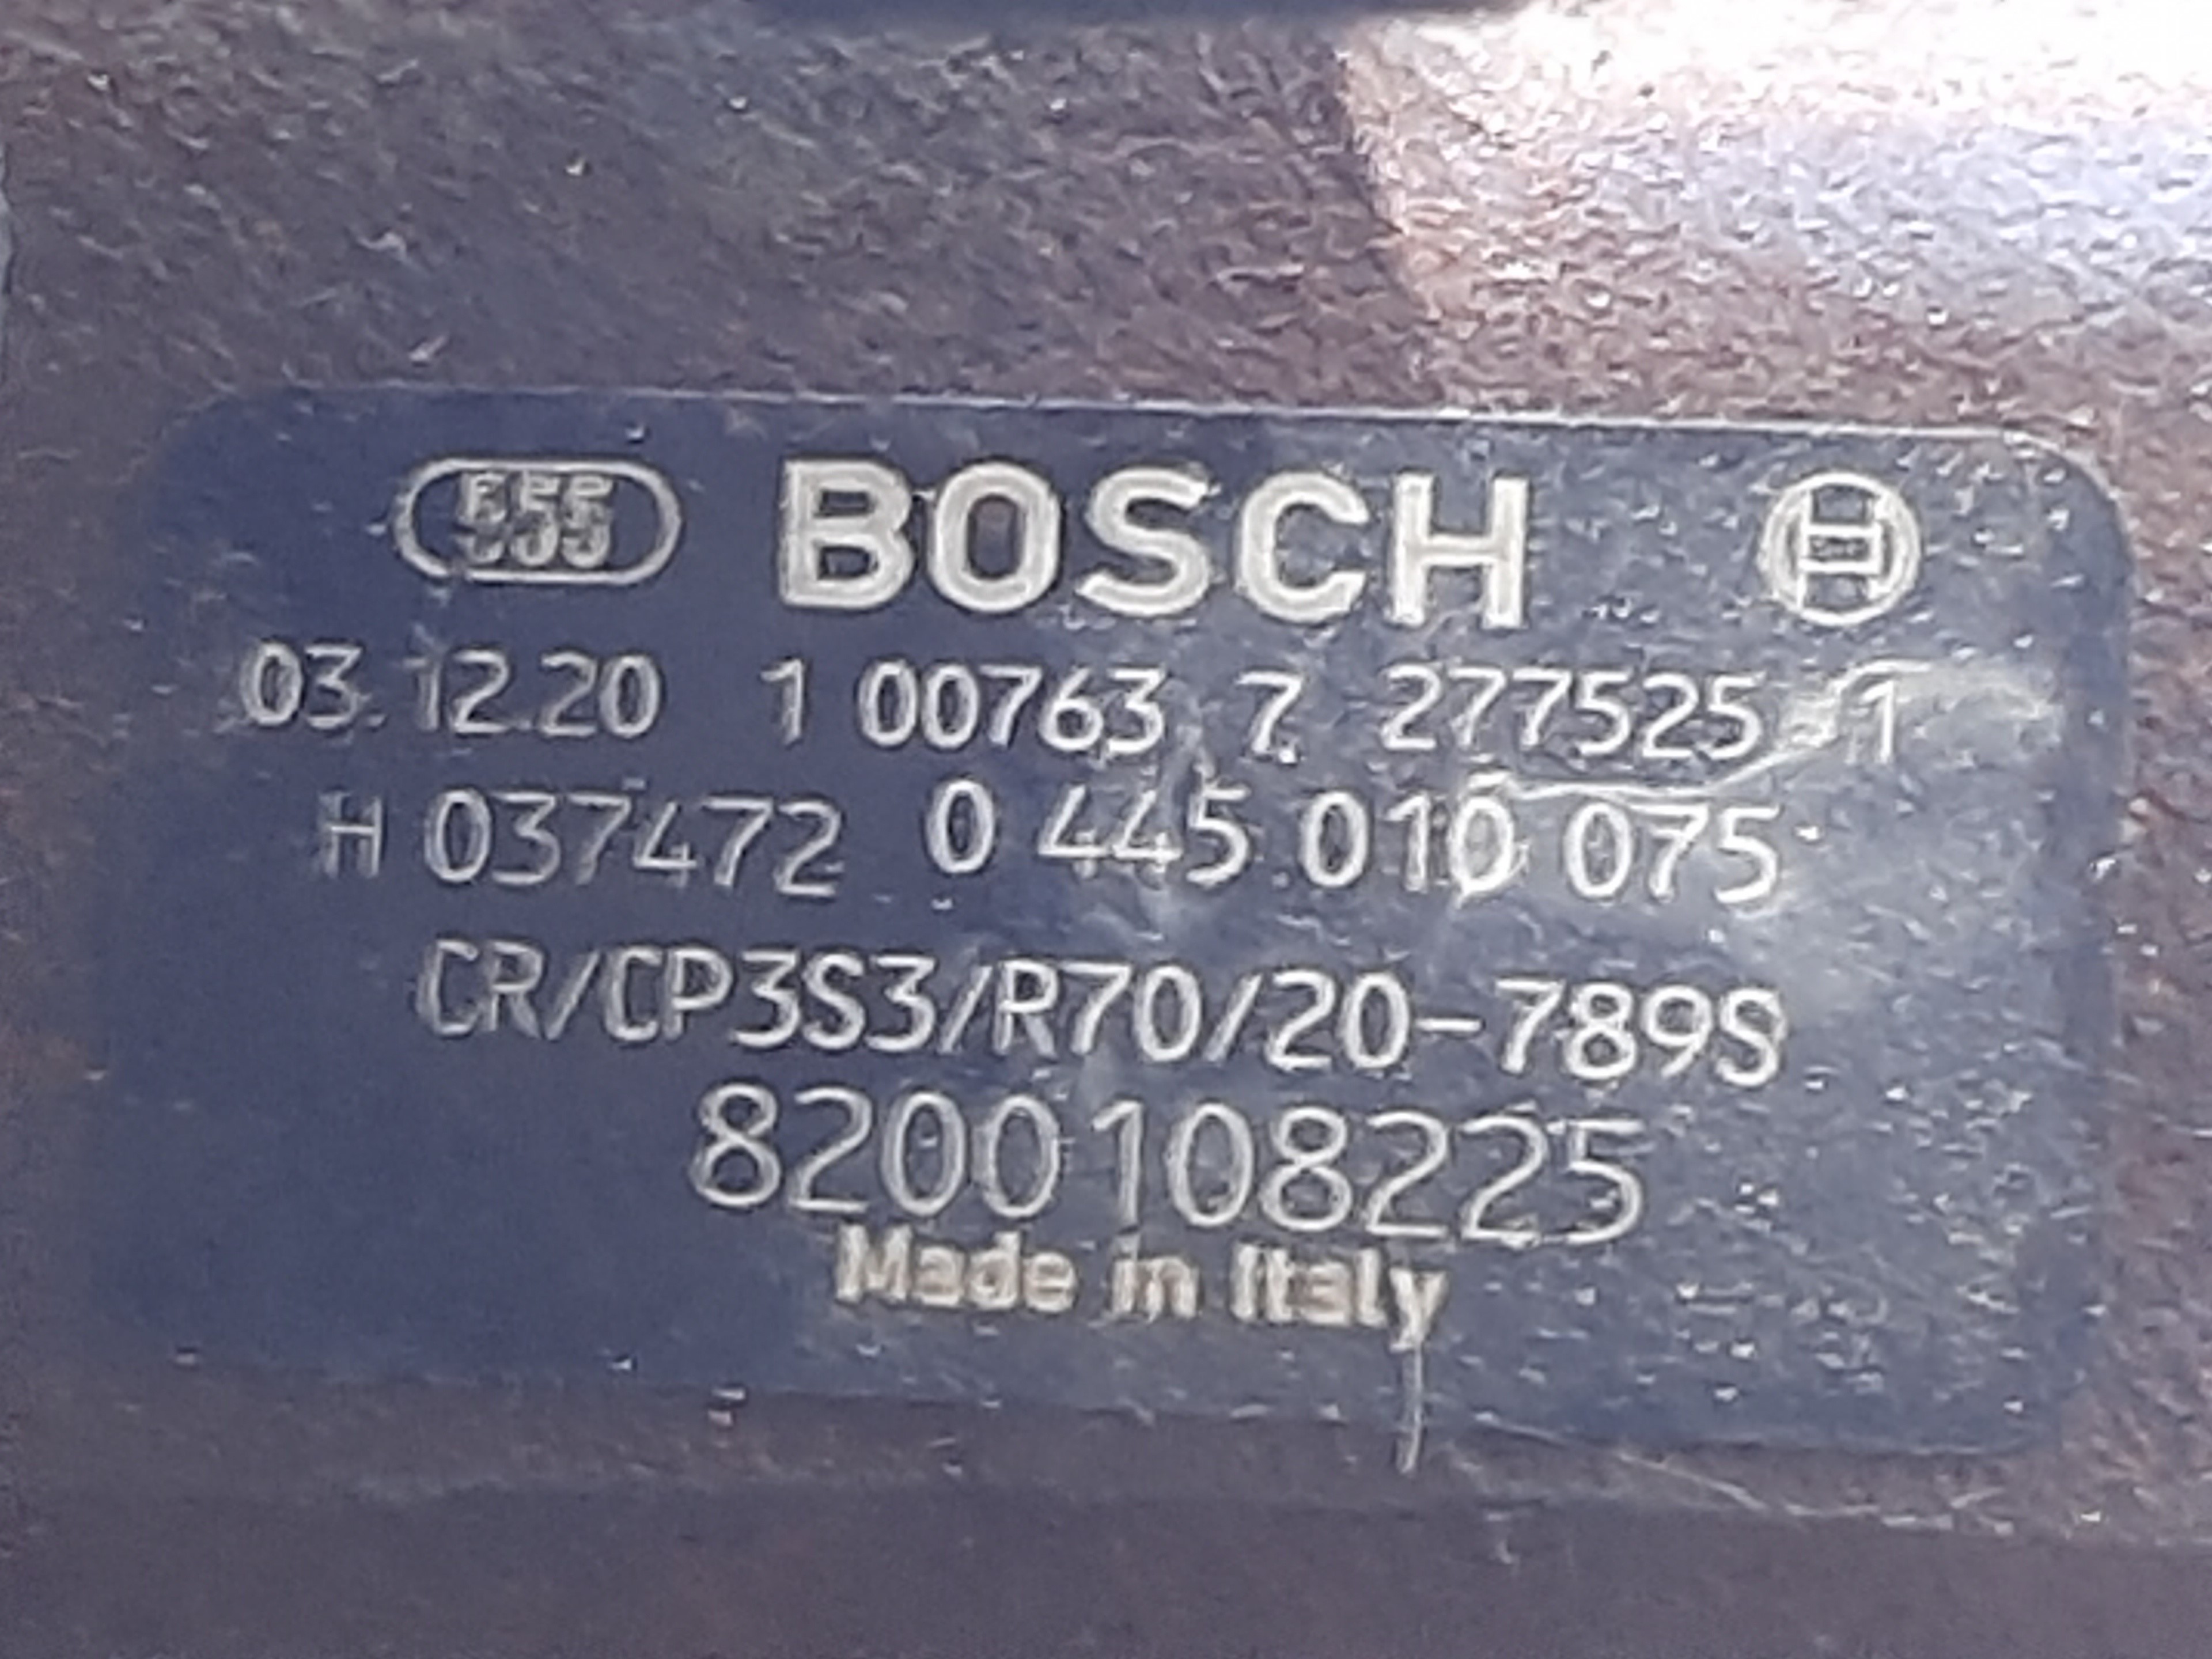 555 BOSCH
03.12.20 1 00763 7 277525 1
H 037472 0 445 010 075
CR/CP3S3/R70/20-789S
8200108225
Made in Italy